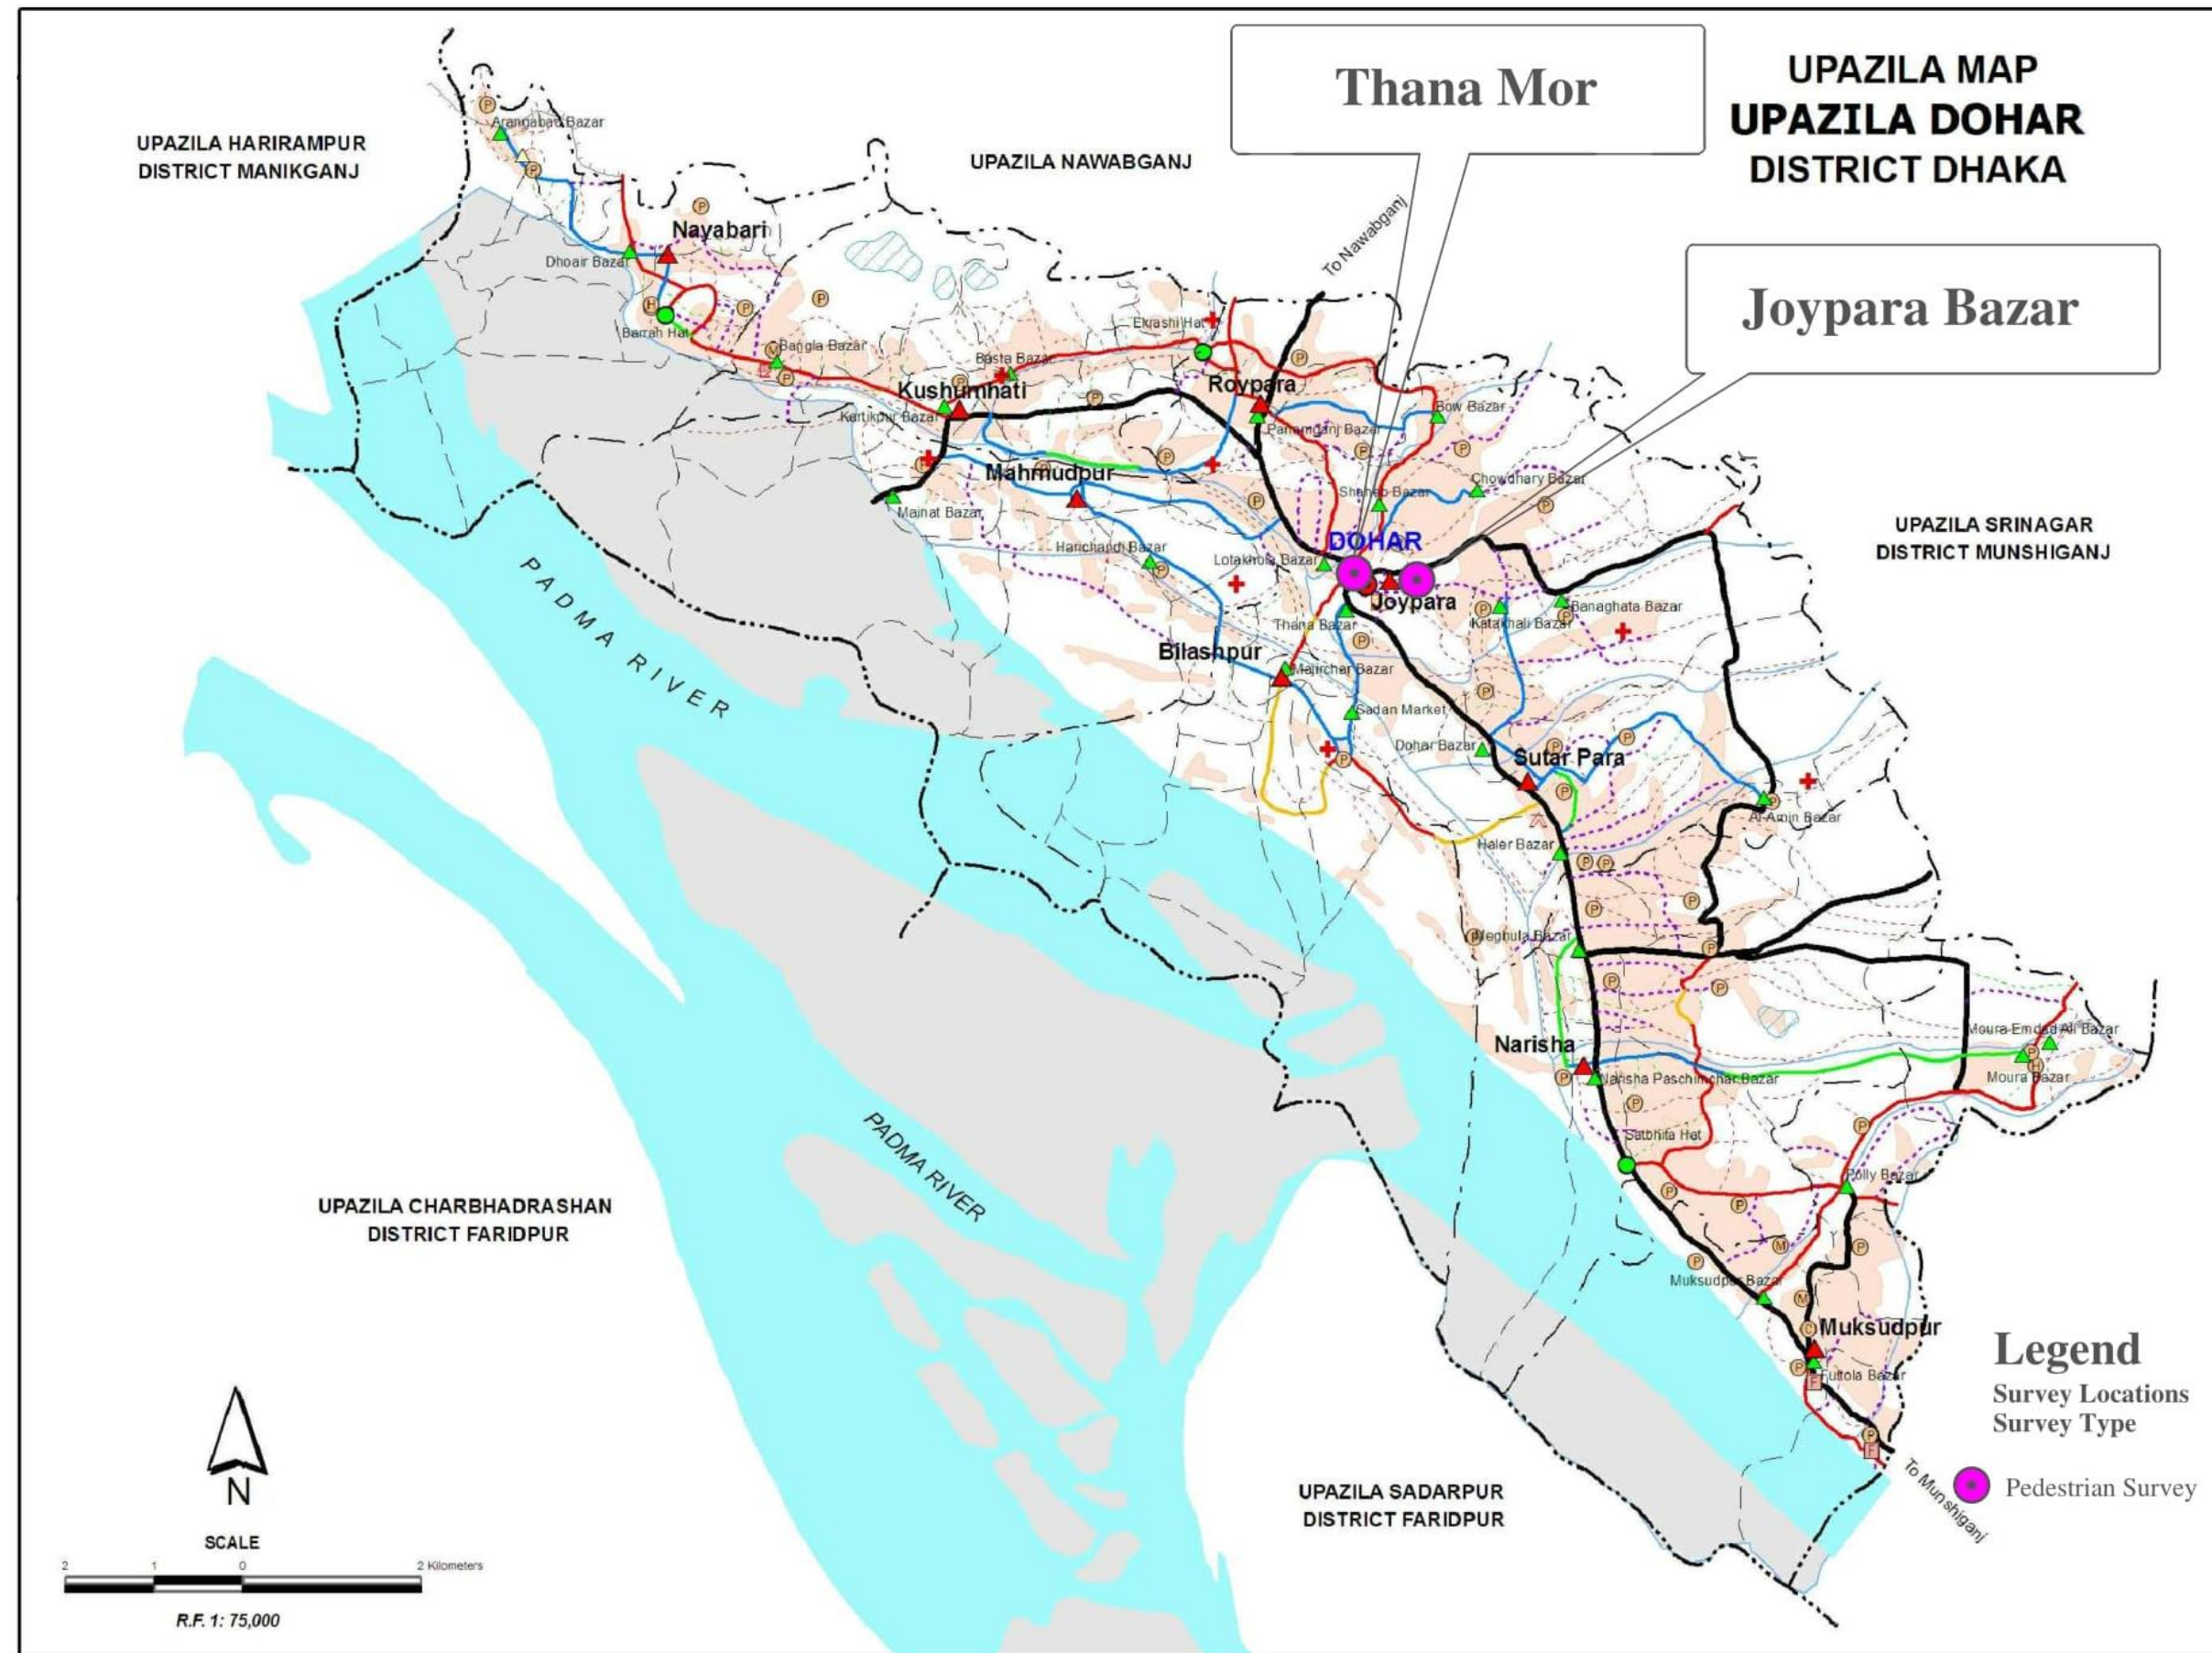 Thana Mor
UPAZILA MAP
UPAZILA DOHAR
DISTRICT DHAKA
UPAZILA HARIRAMPUR
DISTRICT MANIKGANJ
UPAZILA NAWABGANJ
Joypara Bazar
To Nawabganj
Arangabad Bazar
Nayabari
Dhoair Bazar
Barrah Hat
Bangla Bazar
Ekrashi Hat
Basta Bazar
Kushumhati
Roypara
Kartikpur Bazar
Bow Bazar
Mahmudpur
Chowdhary Bazar
Mainat Bazar
UPAZILA SRINAGAR
DISTRICT MUNSHIGANJ
DOHAR
Harichandi Bazar
Lotakhola Bazar
Joypara
Banaghata Bazar
Thana Bazar
Katakhali Bazar
PADMA RIVER
Bilashpur
Majirchar Bazar
Sadan Market
Dohar Bazar
Sutar Para
Al-Amin Bazar
Haler Bazar
Meghula Bazar
Moura Emdad Ali Bazar
Narisha
Narisha Paschimchar Bazar
Moura Bazar
PADMA RIVER
Satbhita Hat
Polly Bazar
UPAZILA CHARBHADRASHAN
DISTRICT FARIDPUR
Muksudpur Bazar
Muksudpur
Legend
Futtola Bazar
Survey Locations
Survey Type
To Munshiganj
Pedestrian Survey
UPAZILA SADARPUR
DISTRICT FARIDPUR
N
SCALE
2 1 0 2 Kilometers
R.F. 1: 75,000